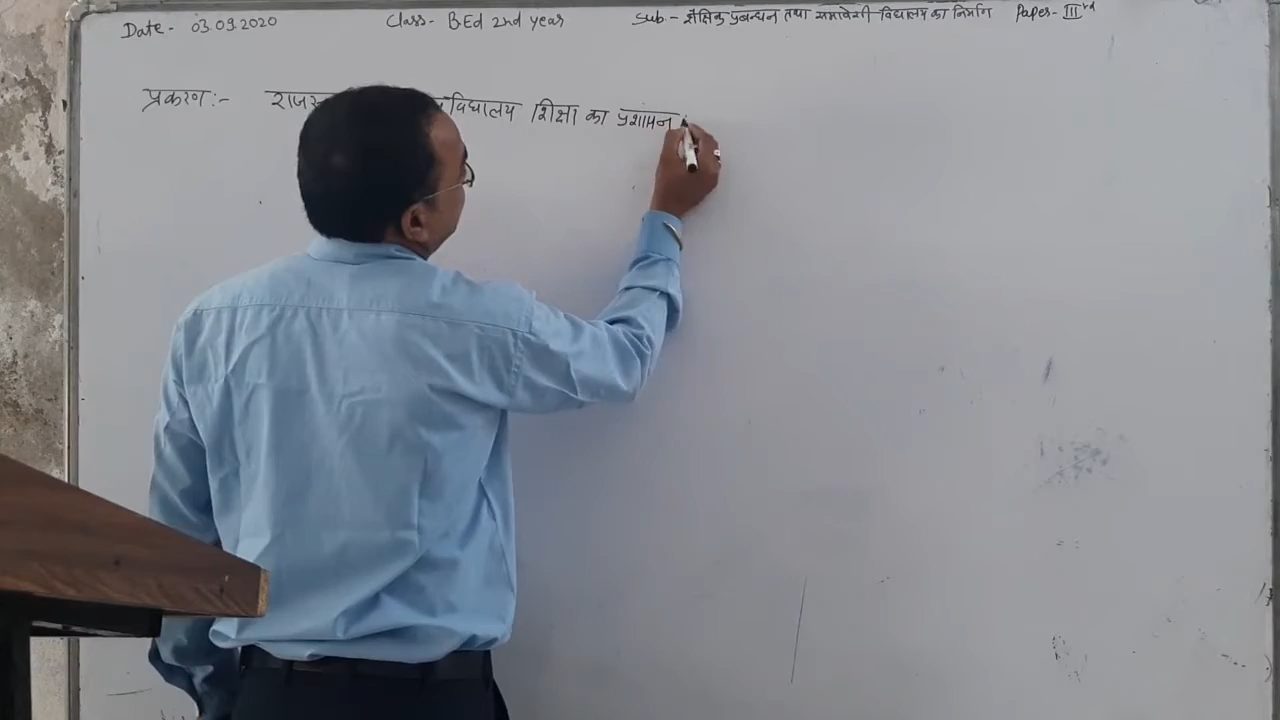 Date- 03.09.2020 Class- B.Ed 2nd year Sub- शैक्षिक प्रबन्धन तथा समावेशी विद्यालय का निर्माण Paper- III rd
प्रकरण:- विद्यालय शिक्षा का प्रशासन